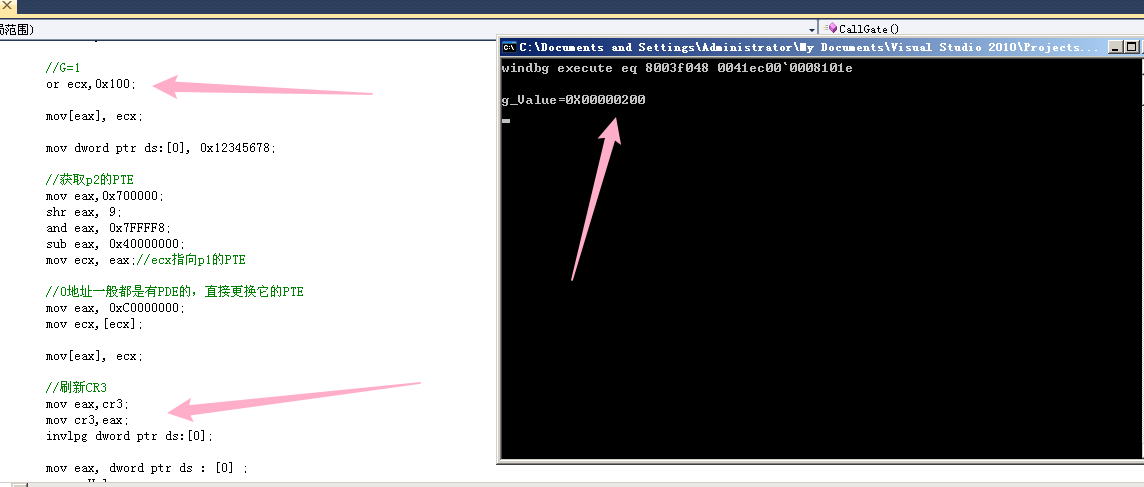 局范围)
CallGate()
//G=1
or ecx,0x100;
mov[eax], ecx;
mov dword ptr ds:[0], 0x12345678;
//获取p2的PTE
mov eax,0x700000;
shr eax, 9;
and eax, 0x7FFFF8;
sub eax, 0x40000000;
mov ecx, eax;//ecx指向p1的PTE
//0地址一般都是有PDE的，直接更换它的PTE
mov eax, 0xC0000000;
mov ecx,[ecx];
mov[eax], ecx;
//刷新CR3
mov eax,cr3;
mov cr3,eax;
invlpg dword ptr ds:[0];
mov eax, dword ptr ds : [0] ;
C:\Documents and Settings\Administrator\My Documents\Visual Studio 2010\Projects...
windbg execute eq 8003f048 0041ec00`0008101e
g_Value=0X00000200